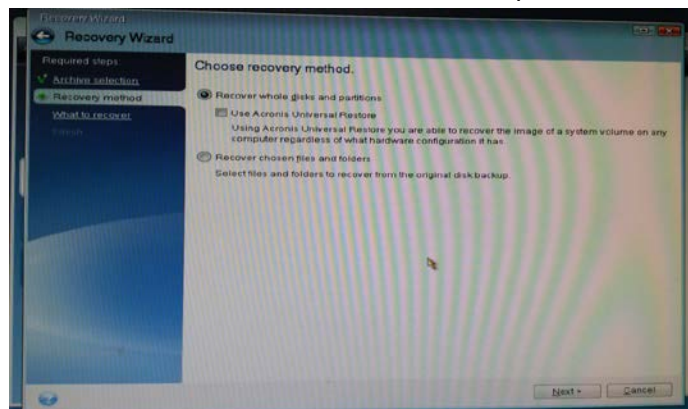 Recovery Wizard
Recovery Wizard
Required steps:
Archive selection
Recovery method
What to recover
Finish
Choose recovery method.
Recover whole disks and partitions
Use Acronis Universal Restore
Using Acronis Universal Restore you are able to recover the image of a system volume on any
computer regardless of what hardware configuration it has.
Recover chosen files and folders
Select files and folders to recover from the original disk backup.
Next >
Cancel